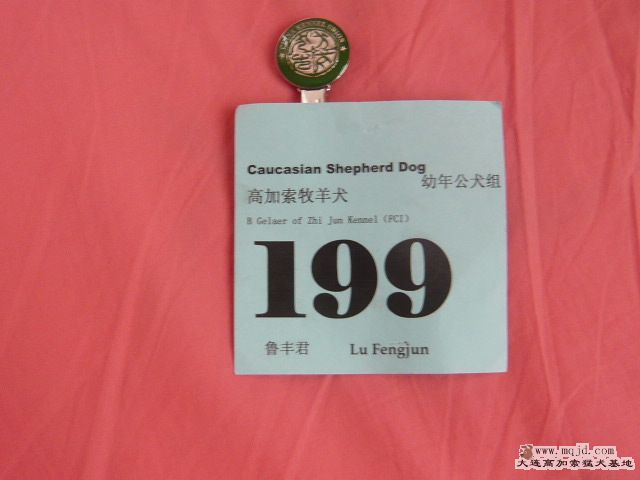 Caucasian Shepherd Dog
幼年公犬组
高加索牧羊犬
B Gelaer of Zhi jun Kennel (FCI)
199
鲁丰君 Lu Fengjun
www.mqjd.com
大连高加索猛犬基地